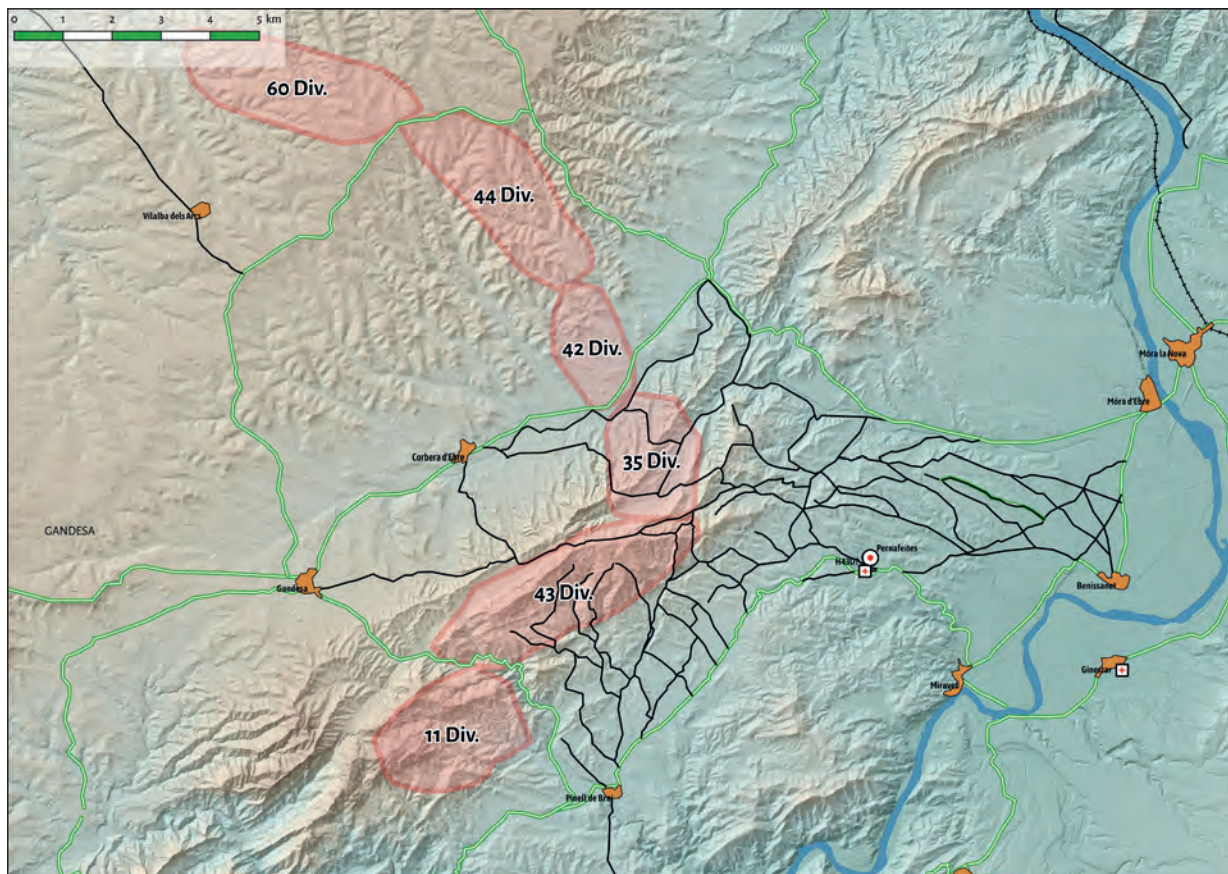 0 1 2 3 4 5 km
60 Div.
44 Div.
Vilalba dels Arcs
42 Div.
Móra la Nova
Móra d'Ebre
Corbera d'Ebre
35 Div.
GANDESA
Pernafeites
Gandesa
43 Div.
Benissanet
Ginestar
Miravet
11 Div.
Pinell de Brai